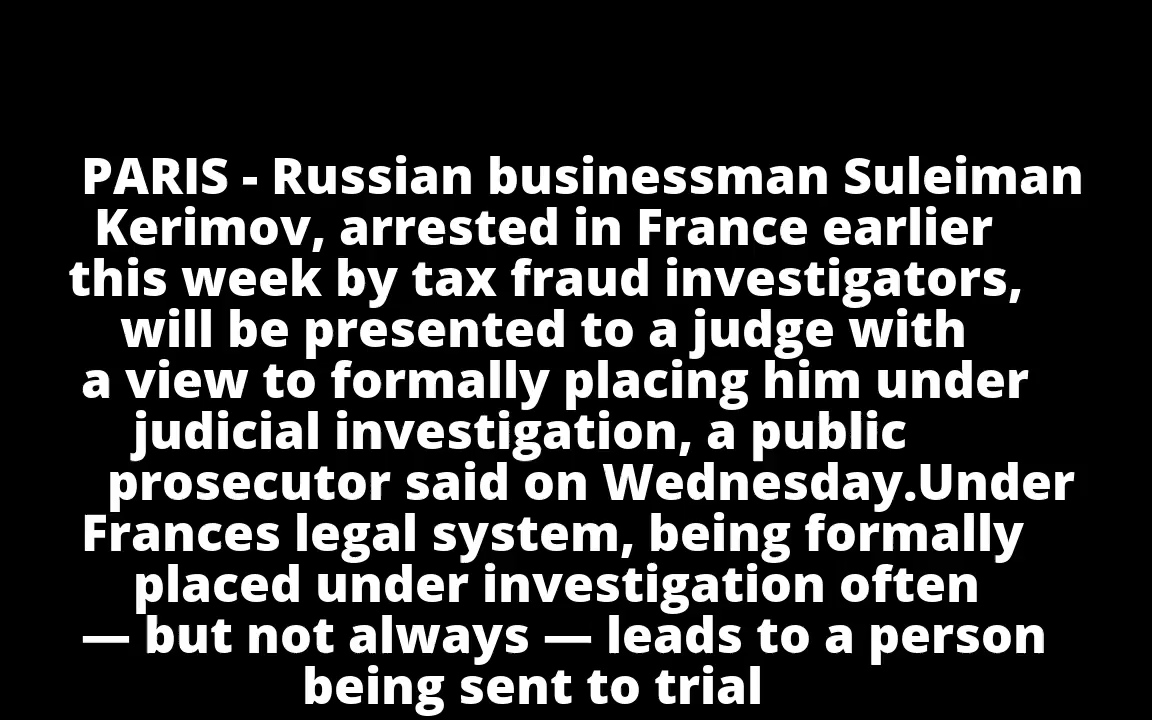 PARIS - Russian businessman Suleiman
Kerimov, arrested in France earlier
this week by tax fraud investigators,
will be presented to a judge with
a view to formally placing him under
judicial investigation, a public
prosecutor said on Wednesday.Under
Frances legal system, being formally
placed under investigation often
— but not always — leads to a person
being sent to trial